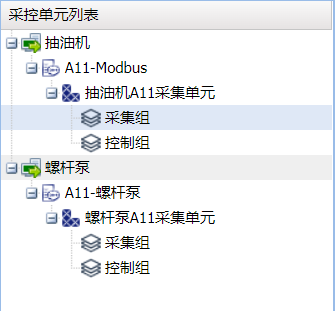 采控单元列表
抽油机
A11-Modbus
抽油机A11采集单元
采集组
控制组
螺杆泵
A11-螺杆泵
螺杆泵A11采集单元
采集组
控制组